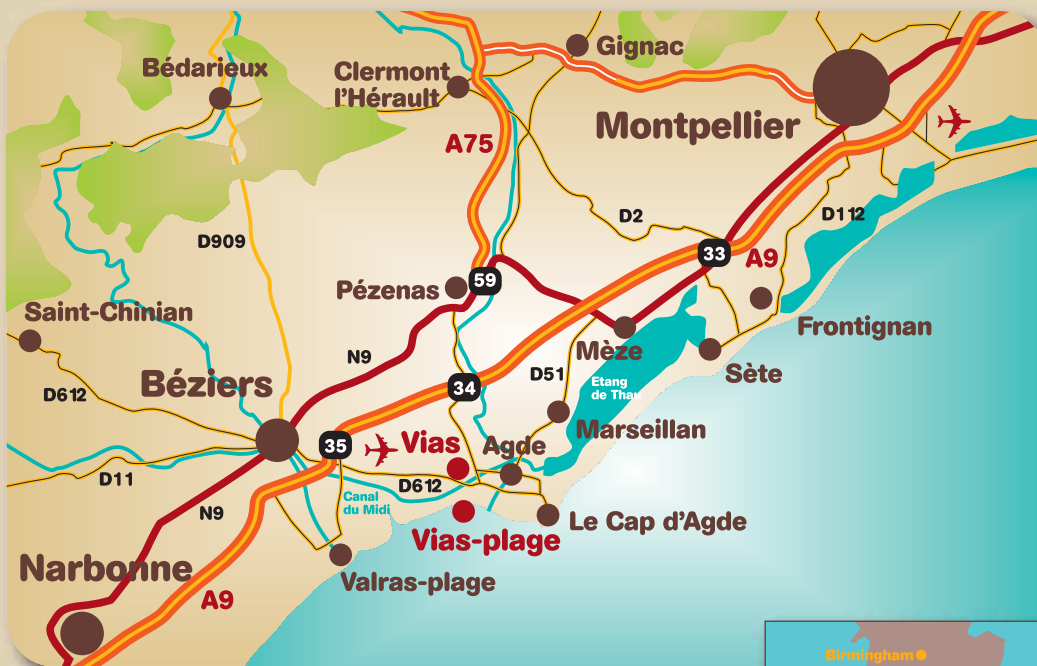 Gignac
Bédarieux
Clermont
l'Hérault
Montpellier
A75
D2
D112
D909
33
A9
59
Pézenas
Saint-Chinian
Frontignan
Mèze
N9
Sète
D51
Béziers
Etang
de Thau
34
D612
Marseillan
35
Vias
Agde
D11
D612
Canal
du Midi
N9
Le Cap d'Agde
Vias-plage
Narbonne
Valras-plage
A9
Birmingham